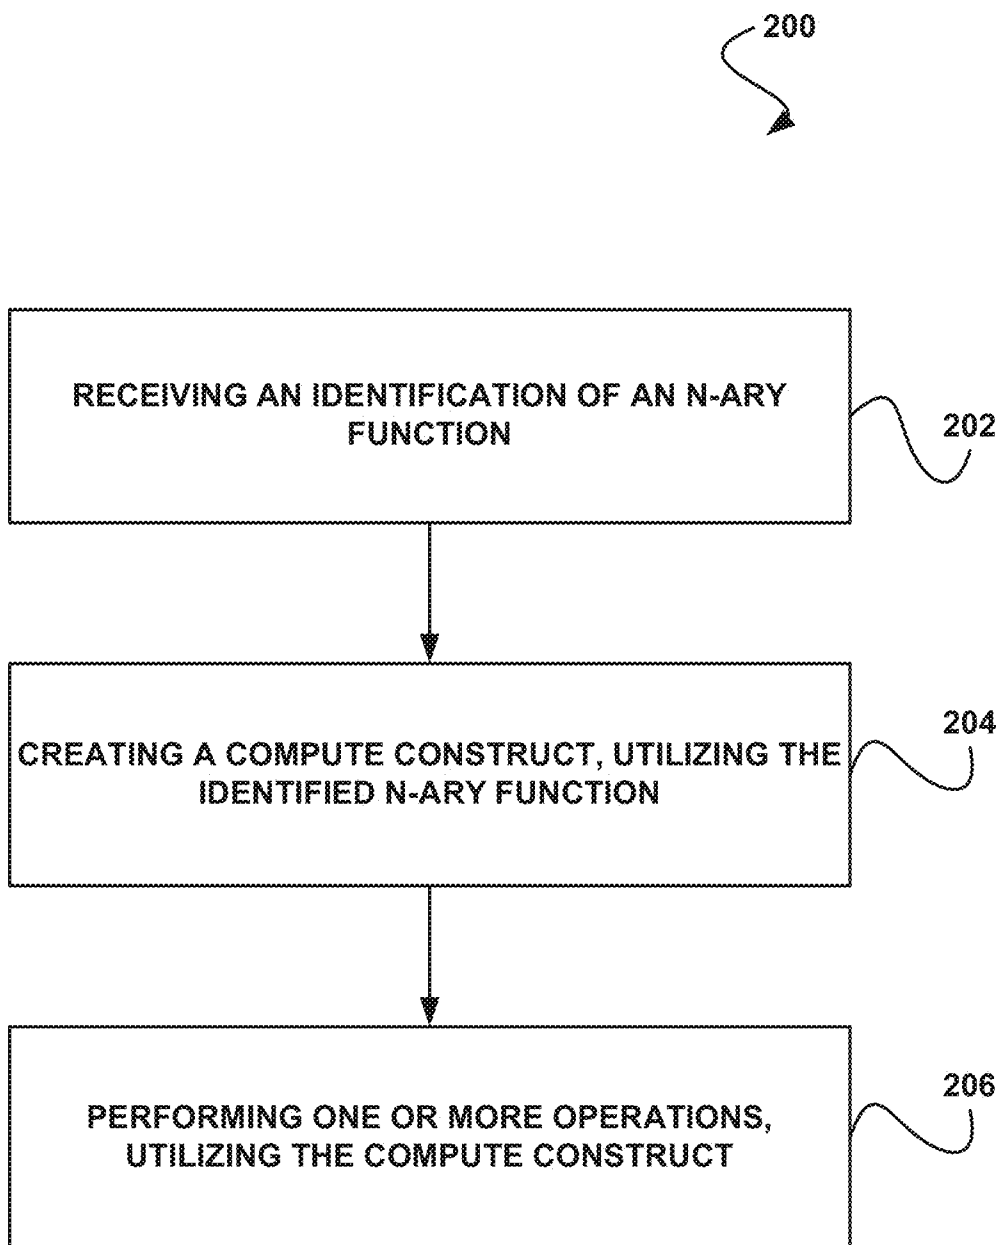 200
RECEIVING AN IDENTIFICATION OF AN N-ARY
FUNCTION
202
CREATING A COMPUTE CONSTRUCT, UTILIZING THE
IDENTIFIED N-ARY FUNCTION
204
PERFORMING ONE OR MORE OPERATIONS,
UTILIZING THE COMPUTE CONSTRUCT
206